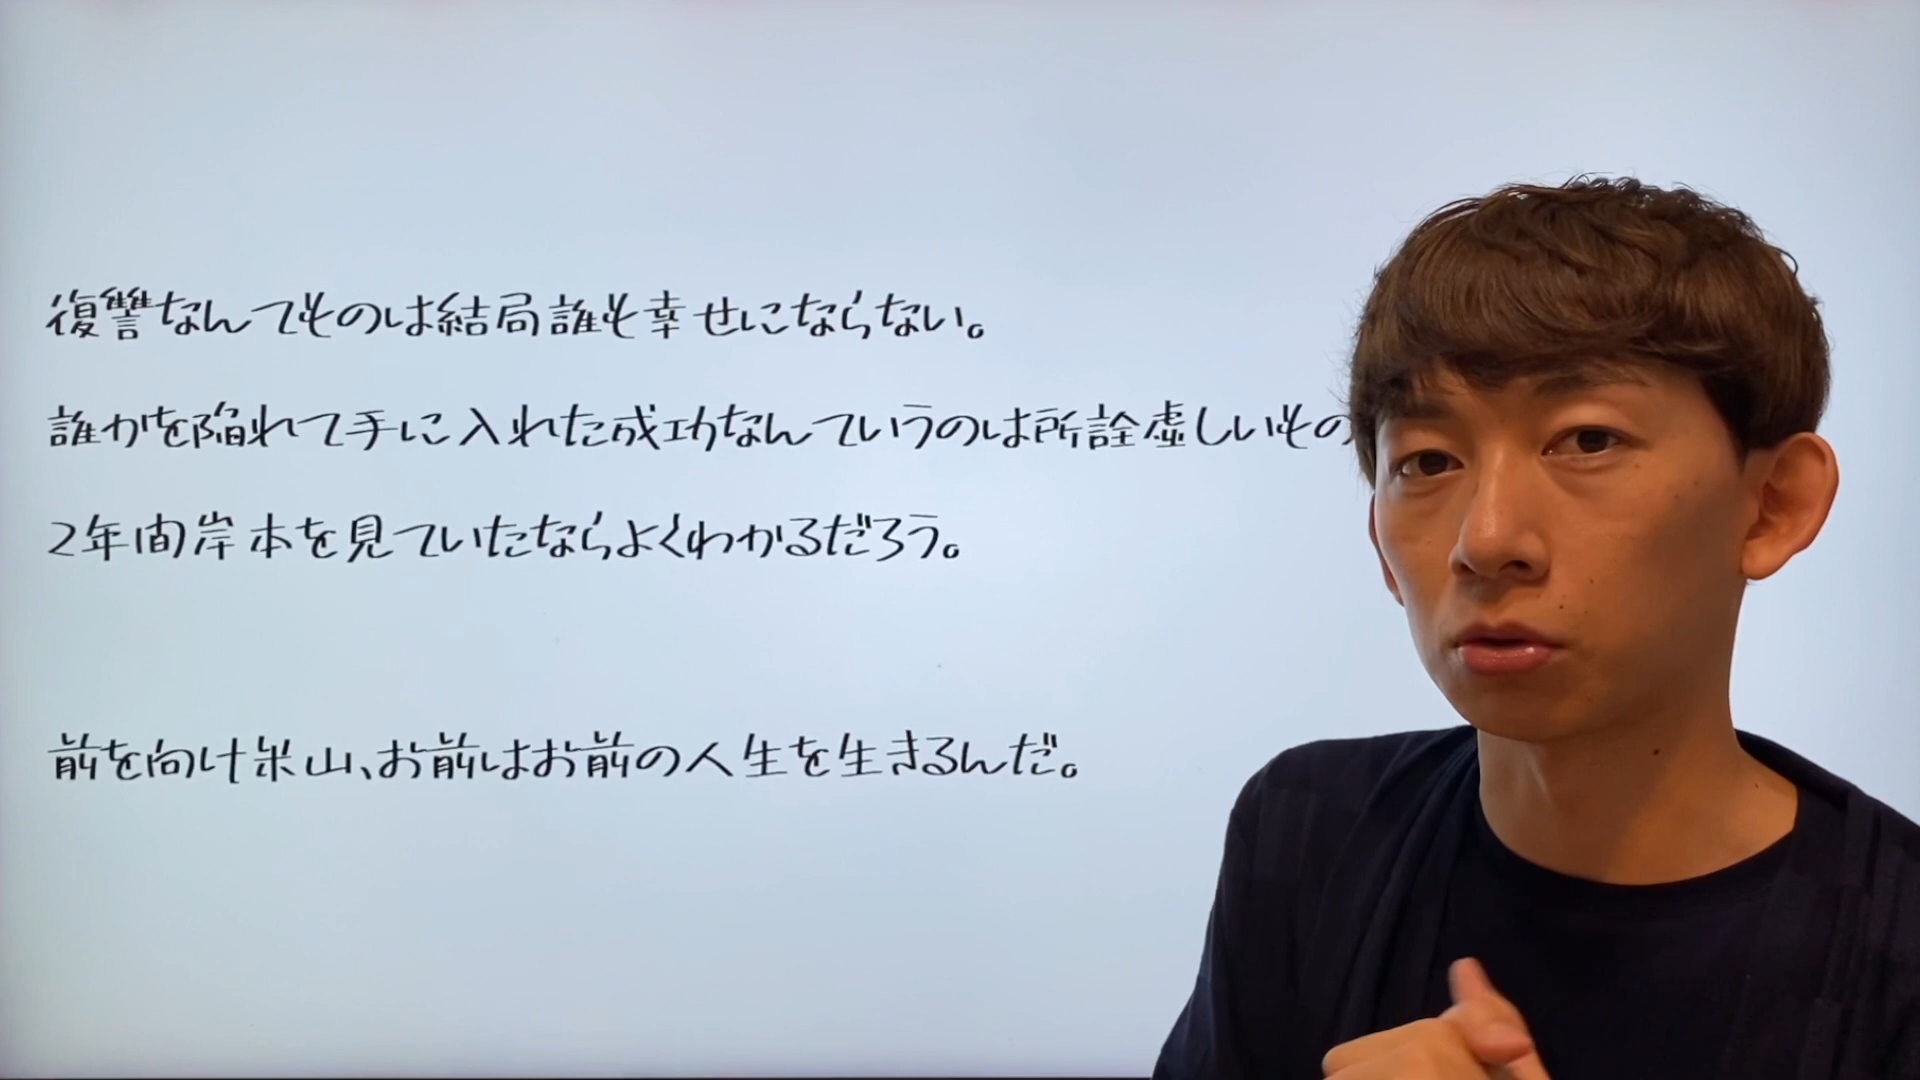 復讐なんてものは結局誰も幸せにならない。
誰かを陥れて手に入れた成功なんていうのは所詮虚しいもの
2年間岸本を見ていたならよくわかるだろう。
前を向け米山、お前はお前の人生を生きるんだ。